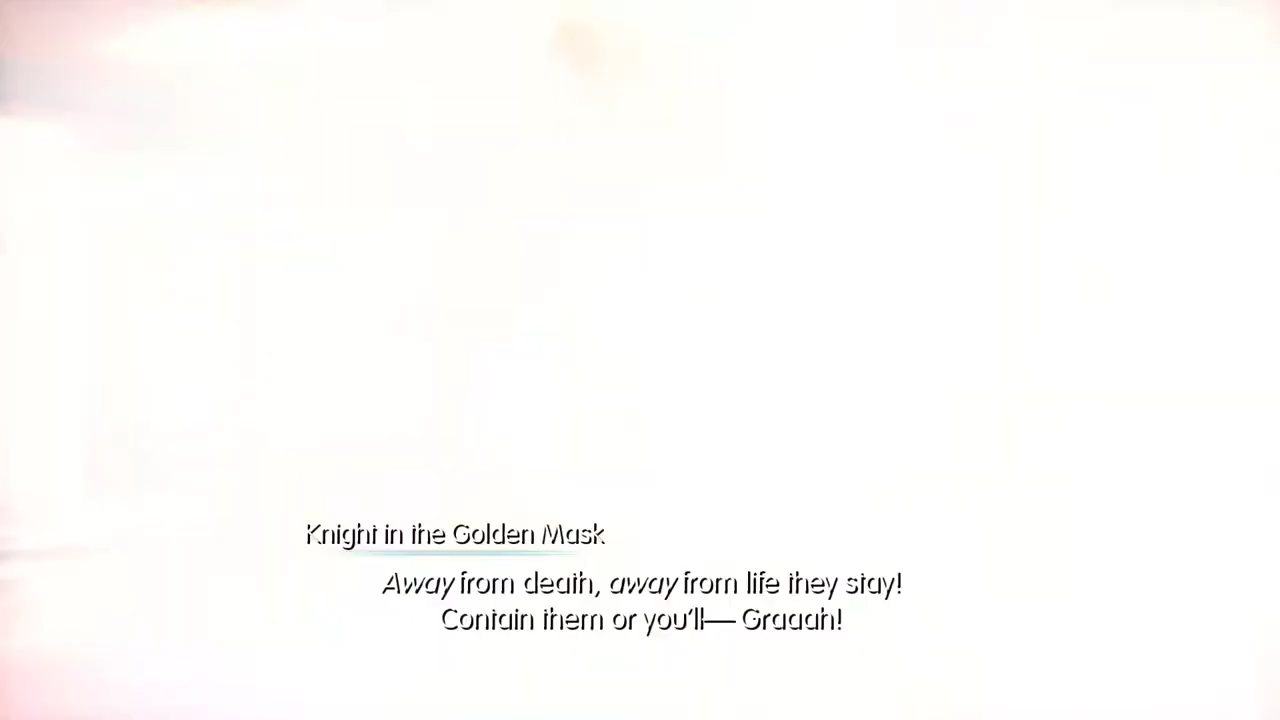 Knight in the Golden Mask
Away from death, away from life they stay!
Contain them or you'll— Graaah!